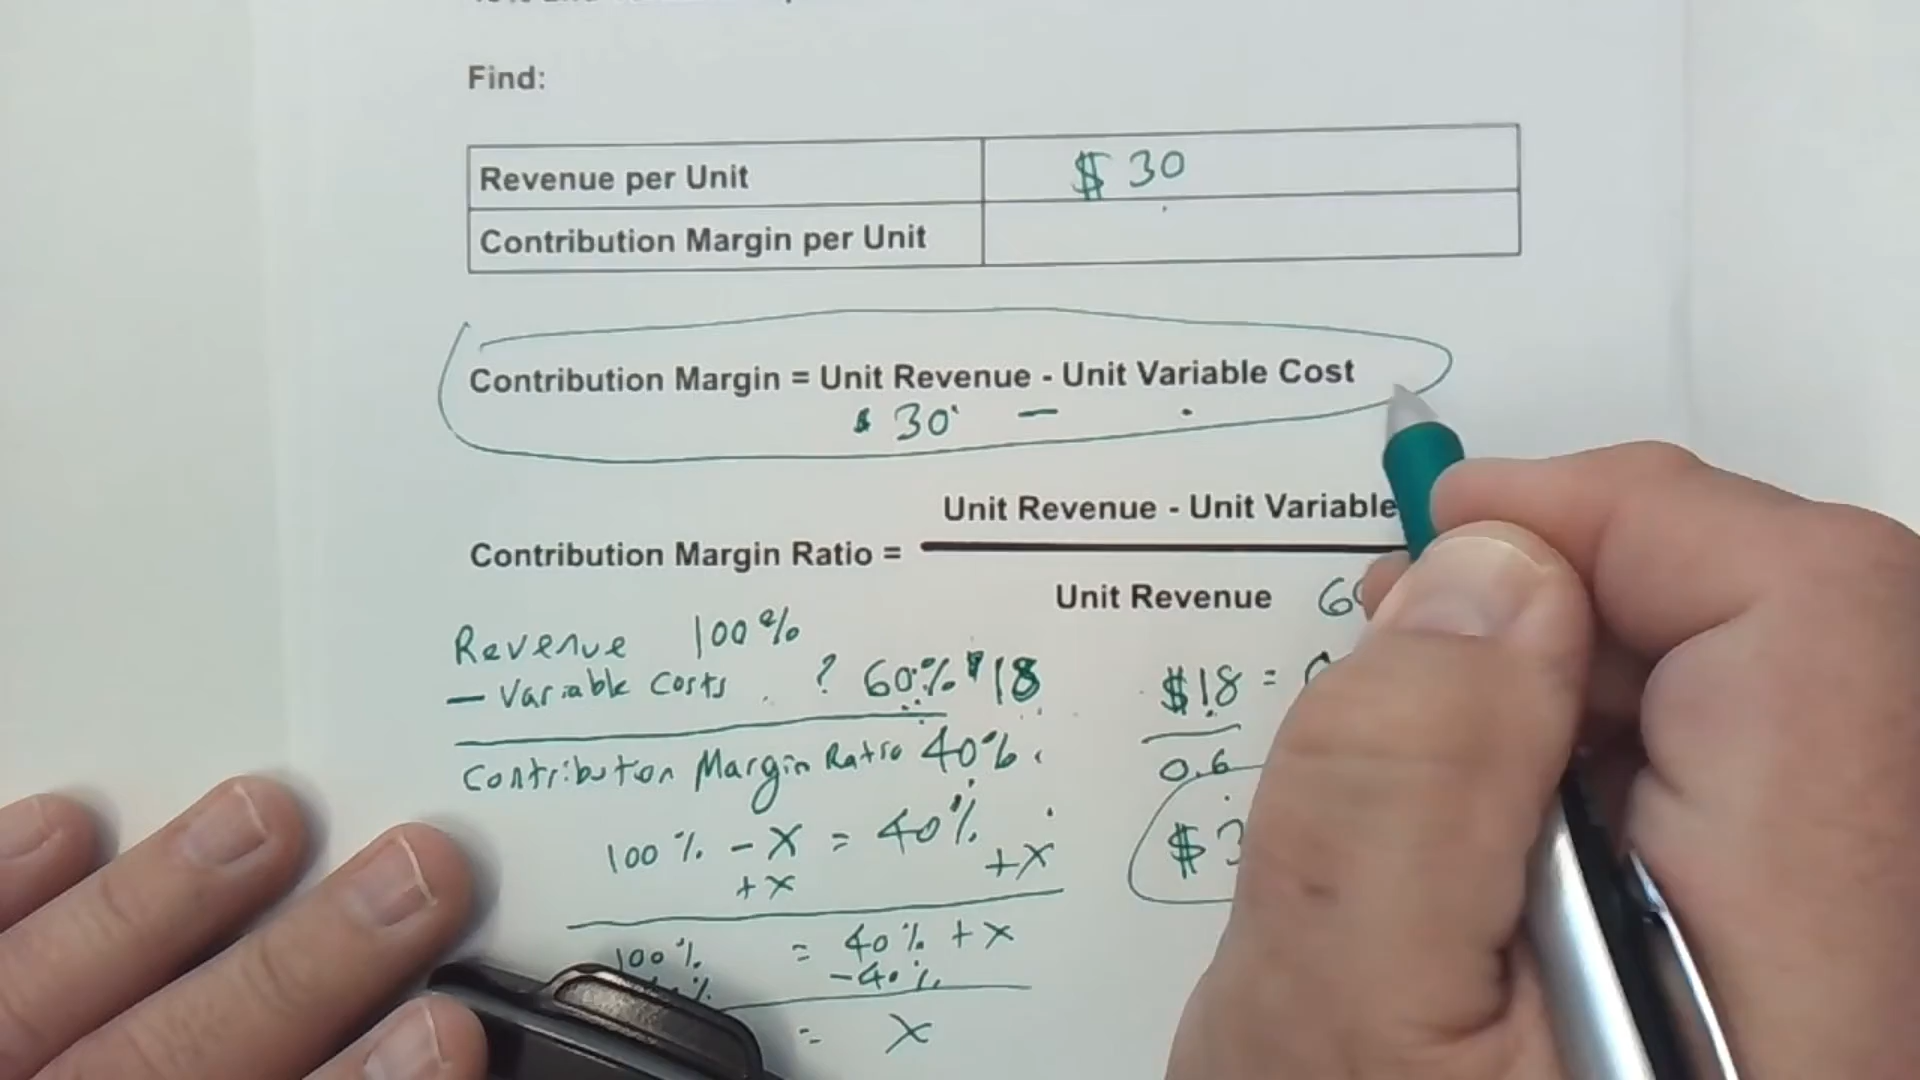 Find:
Revenue per Unit $ 30
Contribution Margin per Unit
Contribution Margin = Unit Revenue - Unit Variable Cost
$ 30 -
Unit Revenue - Unit Variable
Contribution Margin Ratio =
Unit Revenue
Revenue 100%
- Variable Costs ? 60% $18
$18 =
0.6
Contribution Margin Ratio 40%
100% - X = 40%
+X +X
$3
100% = 40% + X
-40%
= X